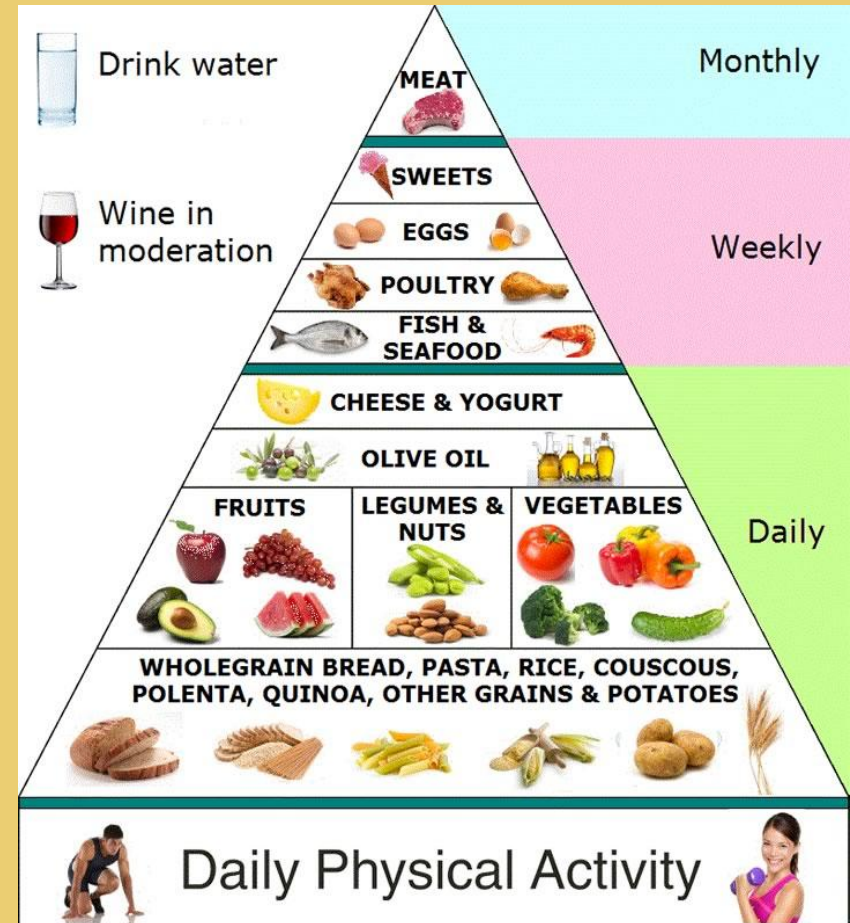 Drink water
Monthly
MEAT
SWEETS
Wine in
moderation
EGGS
Weekly
POULTRY
FISH &
SEAFOOD
CHEESE & YOGURT
OLIVE OIL
FRUITS
LEGUMES &
NUTS
VEGETABLES
Daily
WHOLEGRAIN BREAD, PASTA, RICE, COUSCOUS,
POLENTA, QUINOA, OTHER GRAINS & POTATOES
Daily Physical Activity